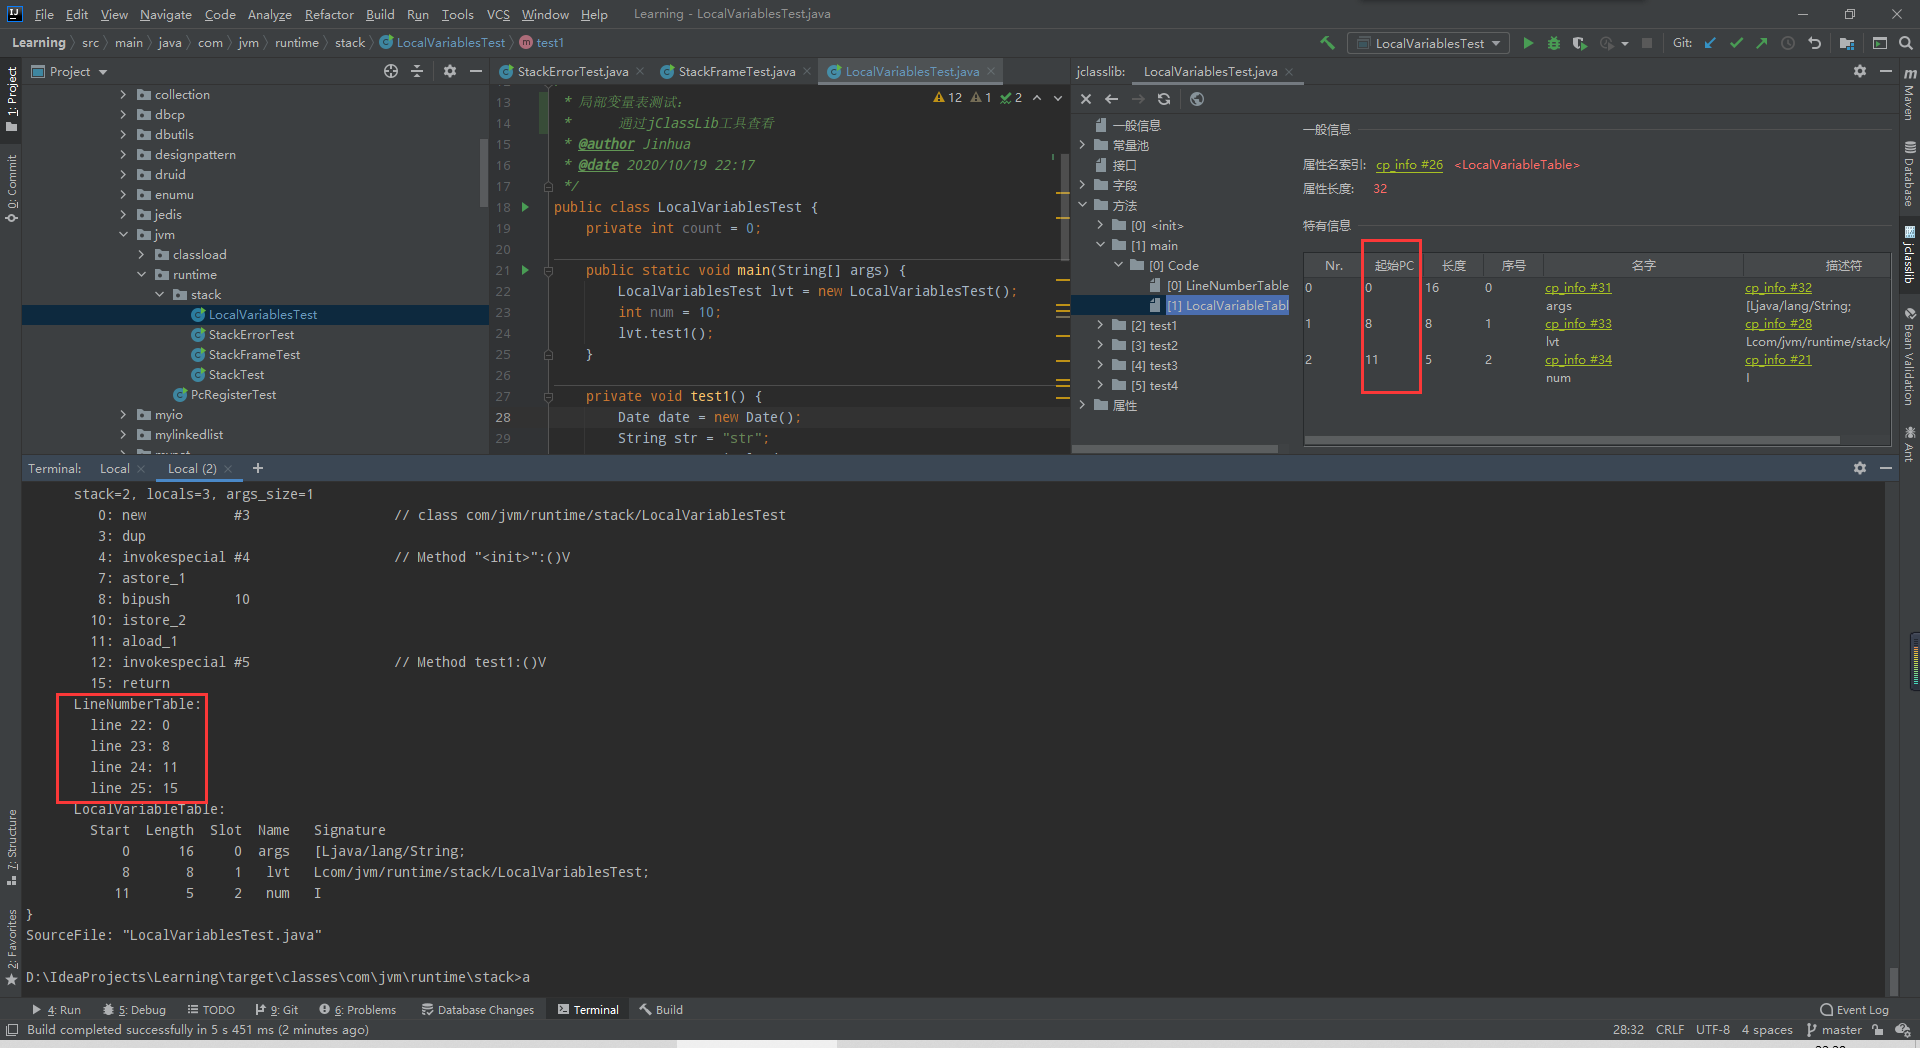 File Edit View Navigate Code Analyze Refactor Build Run Tools VCS Window Help Learning - LocalVariablesTest.java
Learning src main java com jvm runtime stack LocalVariablesTest test1 LocalVariablesTest Git:
Project
collection
dbcp
dbutils
designpattern
druid
enumu
jedis
jvm
classload
runtime
stack
LocalVariablesTest
StackErrorTest
StackFrameTest
StackTest
PcRegisterTest
myio
mylinkedlist
StackErrorTest.java StackFrameTest.java LocalVariablesTest.java
12 1 2
13 * 局部变量表测试：
14 * 通过jClassLib工具查看
15 * @author Jinhua
16 * @date 2020/10/19 22:17
17 */
18 public class LocalVariablesTest {
19 private int count = 0;
20
21 public static void main(String[] args) {
22 LocalVariablesTest lvt = new LocalVariablesTest();
23 int num = 10;
24 lvt.test1();
25 }
26
27 private void test1() {
28 Date date = new Date();
29 String str = "str";
jclasslib: LocalVariablesTest.java
一般信息
常量池
接口
字段
方法
[0] <init>
[1] main
[0] Code
[0] LineNumberTable
[1] LocalVariableTabl
[2] test1
[3] test2
[4] test3
[5] test4
属性
一般信息
属性名索引: cp_info #26 <LocalVariableTable>
属性长度: 32
特有信息
Nr. 起始PC 长度 序号 名字 描述符
0 0 16 0 cp_info #31 cp_info #32
args [Ljava/lang/String;
1 8 8 1 cp_info #33 cp_info #28
lvt Lcom/jvm/runtime/stack/
2 11 5 2 cp_info #34 cp_info #21
num I
1: Project
0: Commit
7: Structure
2: Favorites
Maven
Database
jclasslib
Bean Validation
Ant
Terminal: Local Local (2) +
stack=2, locals=3, args_size=1
0: new #3 // class com/jvm/runtime/stack/LocalVariablesTest
3: dup
4: invokespecial #4 // Method "<init>":()V
7: astore_1
8: bipush 10
10: istore_2
11: aload_1
12: invokespecial #5 // Method test1:()V
15: return
LineNumberTable:
line 22: 0
line 23: 8
line 24: 11
line 25: 15
LocalVariableTable:
Start Length Slot Name Signature
0 16 0 args [Ljava/lang/String;
8 8 1 lvt Lcom/jvm/runtime/stack/LocalVariablesTest;
11 5 2 num I
}
SourceFile: "LocalVariablesTest.java"
D:\IdeaProjects\Learning\target\classes\com\jvm\runtime\stack>a
4: Run 5: Debug TODO 9: Git 6: Problems Database Changes Terminal Build Event Log
Build completed successfully in 5 s 451 ms (2 minutes ago) 28:32 CRLF UTF-8 4 spaces master